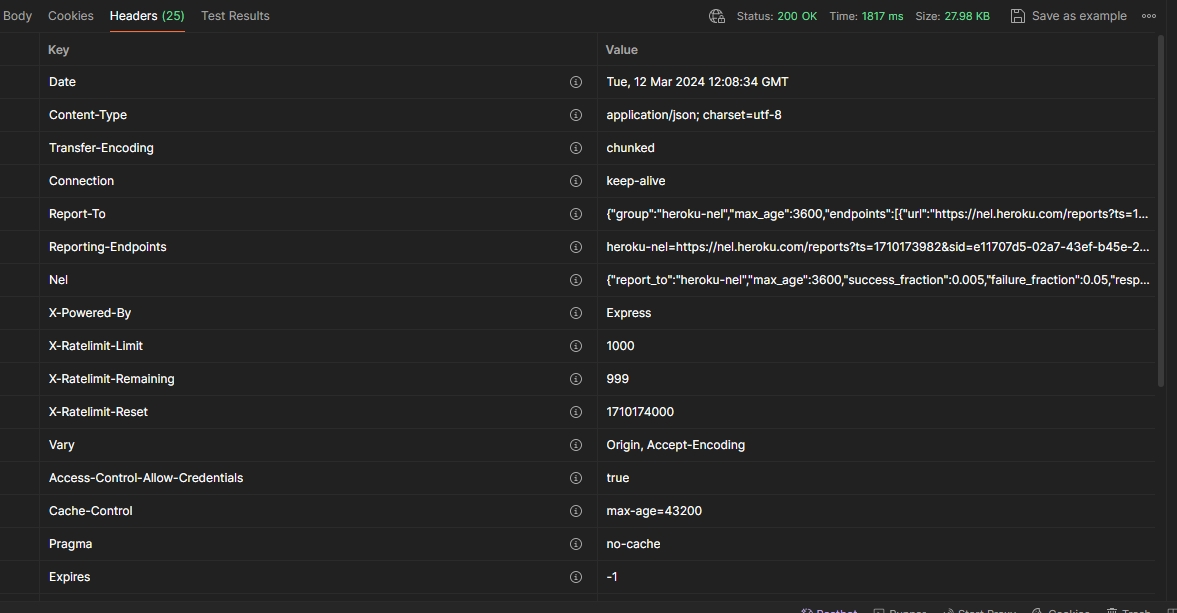 Body Cookies Headers (25) Test Results Status: 200 OK Time: 1817 ms Size: 27.98 KB Save as example
Key Value
Date Tue, 12 Mar 2024 12:08:34 GMT
Content-Type application/json; charset=utf-8
Transfer-Encoding chunked
Connection keep-alive
Report-To {"group":"heroku-nel","max_age":3600,"endpoints":[{"url":"https://nel.heroku.com/reports?ts=1...
Reporting-Endpoints heroku-nel=https://nel.heroku.com/reports?ts=1710173982&sid=e11707d5-02a7-43ef-b45e-2...
Nel {"report_to":"heroku-nel","max_age":3600,"success_fraction":0.005,"failure_fraction":0.05,"resp...
X-Powered-By Express
X-Ratelimit-Limit 1000
X-Ratelimit-Remaining 999
X-Ratelimit-Reset 1710174000
Vary Origin, Accept-Encoding
Access-Control-Allow-Credentials true
Cache-Control max-age=43200
Pragma no-cache
Expires -1
Postbot Runner Start Proxy Cookies Trash